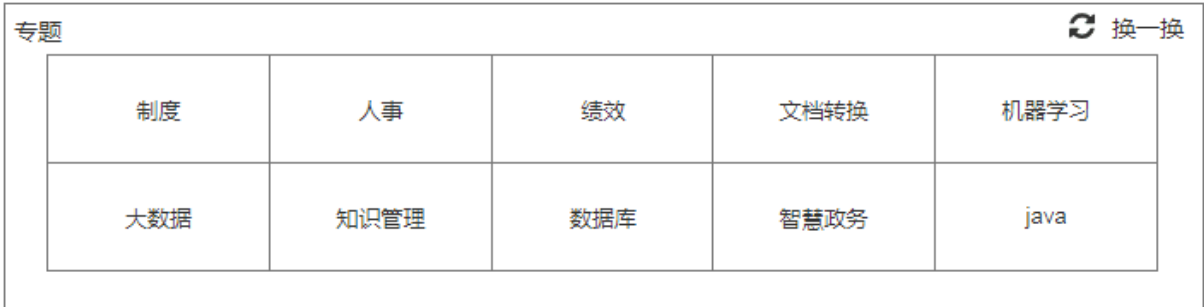 专题 换一换
制度 人事 绩效 文档转换 机器学习
大数据 知识管理 数据库 智慧政务 java